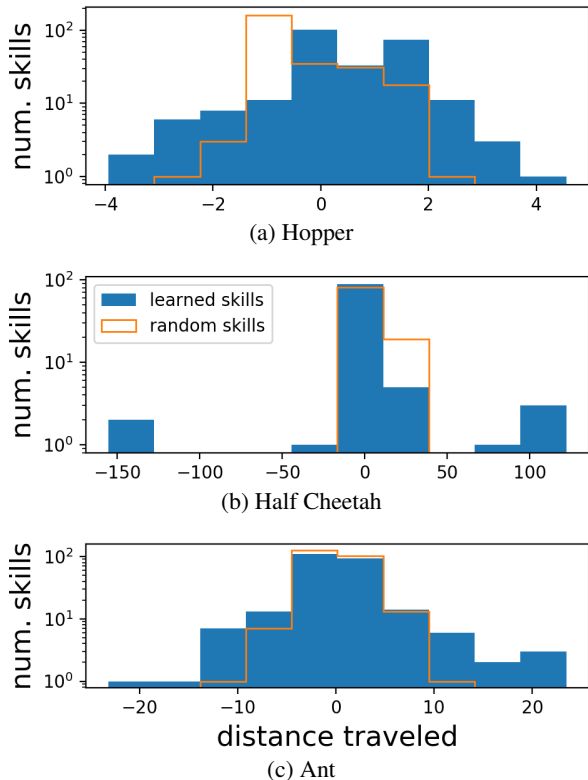 num. skills
10²
10¹
10⁰
−4 −2 0 2 4
(a) Hopper
num. skills
10²
10¹
10⁰
learned skills
random skills
−150 −100 −50 0 50 100
(b) Half Cheetah
num. skills
10²
10¹
10⁰
−20 −10 0 10 20
distance traveled
(c) Ant